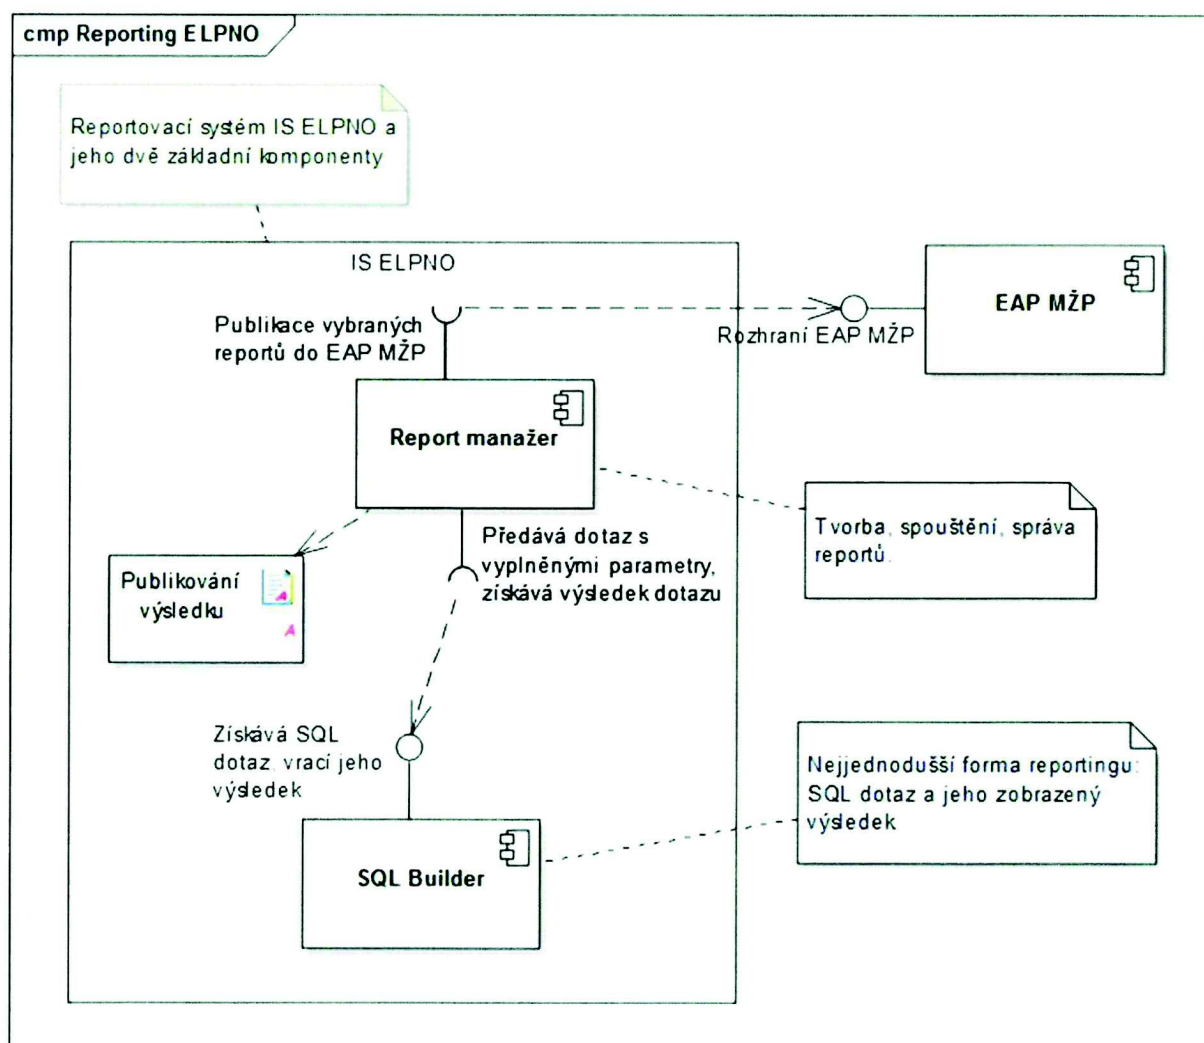 cmp Reporting ELPNO
Reportovací systém IS ELPNO a
jeho dvě základní komponenty
IS ELPNO
EAP MŽP
Publikace vybraných
reportů do EAP MŽP
Rozhraní EAP MŽP
Report manažer
Předává dotaz s
vyplněnými parametry,
získává výsledek dotazu
Tvorba, spouštění, správa
reportů.
Publikování
výsledku
A
A
Získává SQL
dotaz, vrací jeho
výsledek
Nejjednodušší forma reportingu:
SQL dotaz a jeho zobrazený
výsledek
SQL Builder